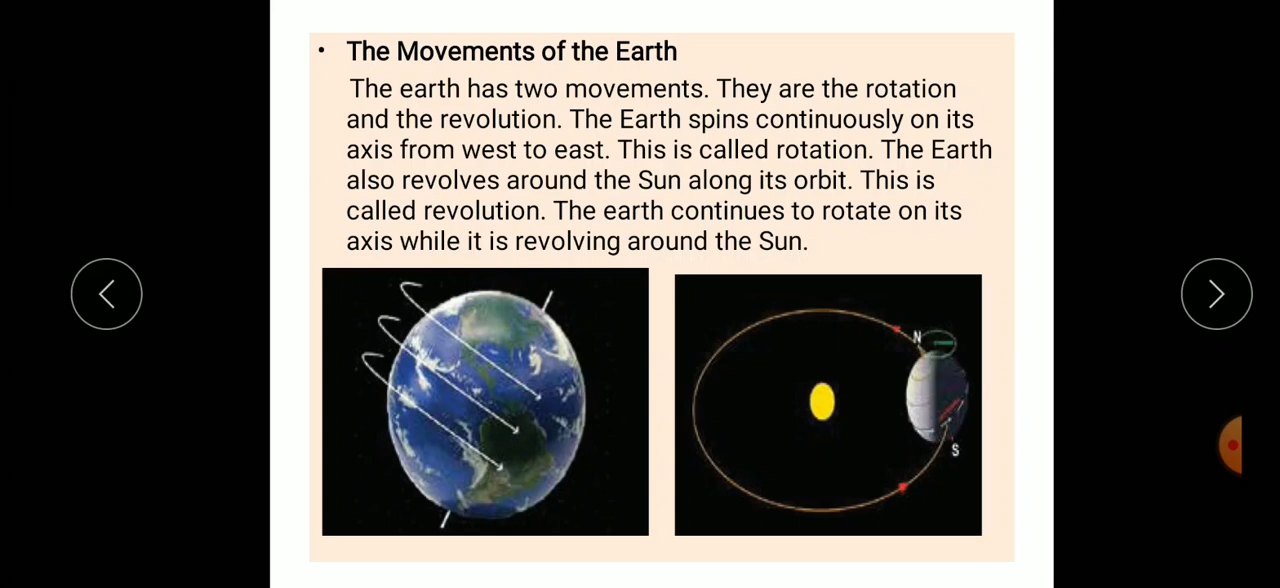 • The Movements of the Earth
The earth has two movements. They are the rotation
and the revolution. The Earth spins continuously on its
axis from west to east. This is called rotation. The Earth
also revolves around the Sun along its orbit. This is
called revolution. The earth continues to rotate on its
axis while it is revolving around the Sun.
N
S